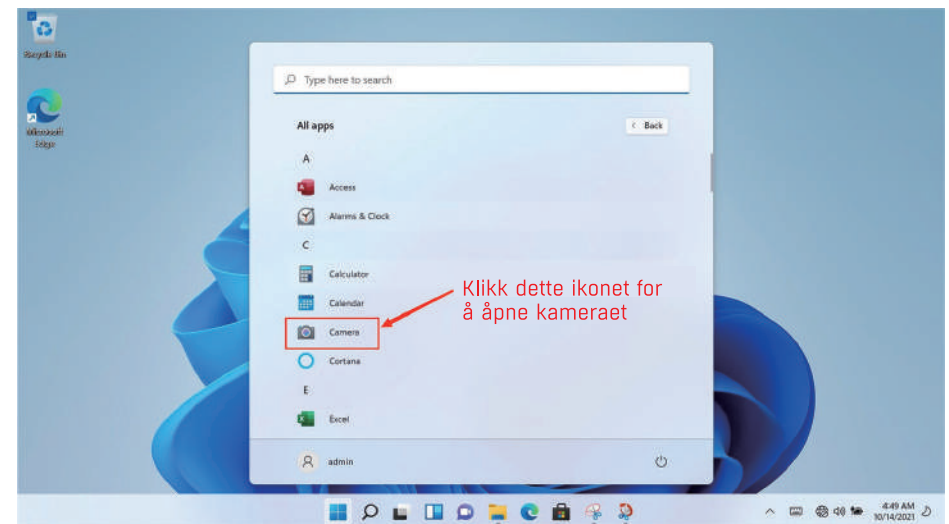 Recycle Bin
Microsoft
Edge
Type here to search
All apps
Back
A
Access
Alarms & Clock
C
Calculator
Calendar
Klikk dette ikonet for
å åpne kameraet
Camera
Cortana
E
Excel
admin
4:49 AM
10/14/2021